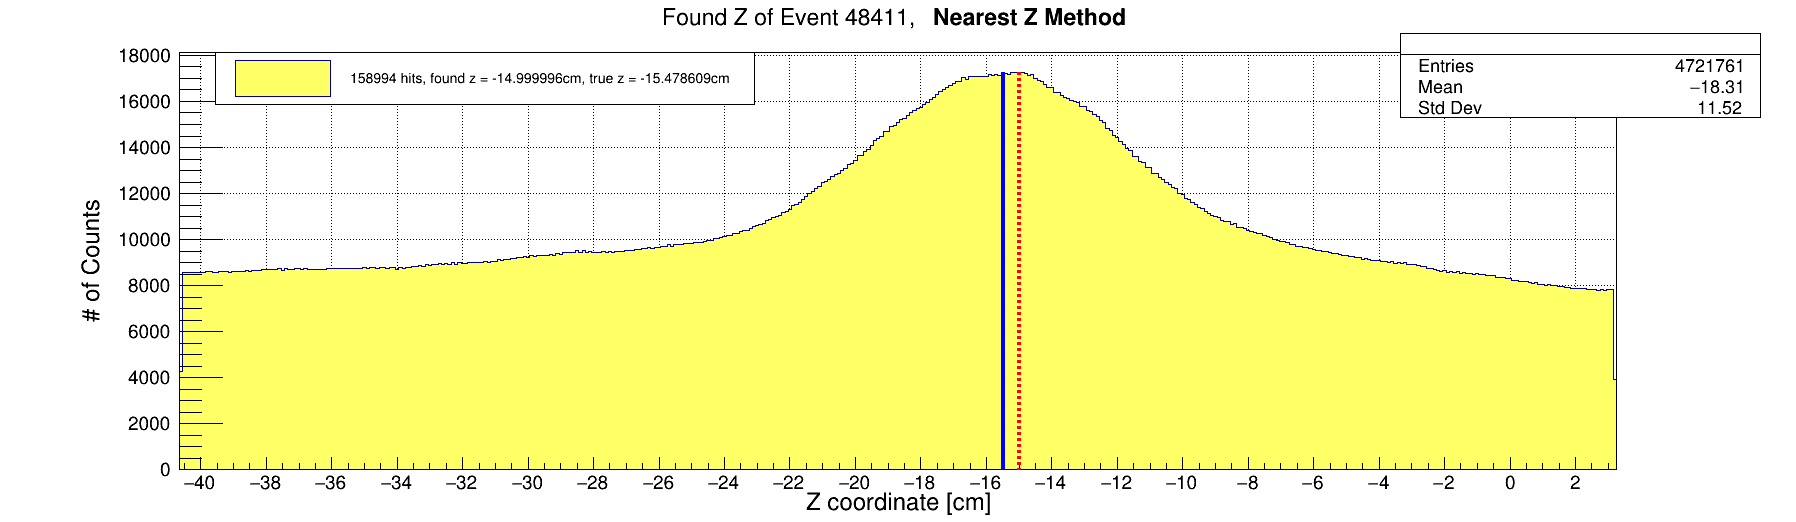 Found Z of Event 48411, Nearest Z Method
158994 hits, found z = -14.999996cm, true z = -15.478609cm
Entries 4721761
Mean −18.31
Std Dev 11.52
# of Counts
18000
16000
14000
12000
10000
8000
6000
4000
2000
0
−40 −38 −36 −34 −32 −30 −28 −26 −24 −22 −20 −18 −16 −14 −12 −10 −8 −6 −4 −2 0 2
Z coordinate [cm]